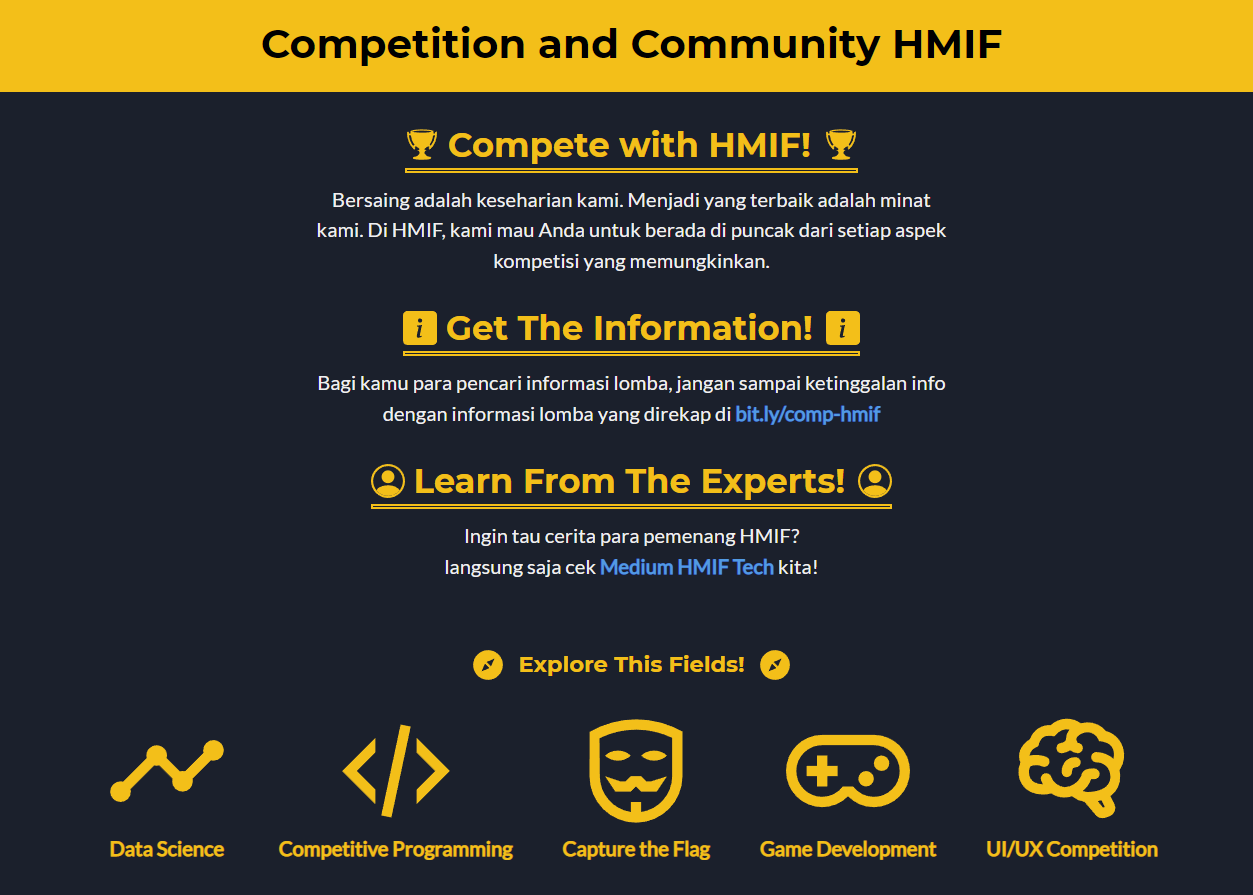 Competition and Community HMIF
Compete with HMIF!
Bersaing adalah keseharian kami. Menjadi yang terbaik adalah minat
kami. Di HMIF, kami mau Anda untuk berada di puncak dari setiap aspek
kompetisi yang memungkinkan.
i Get The Information! i
Bagi kamu para pencari informasi lomba, jangan sampai ketinggalan info
dengan informasi lomba yang direkap di bit.ly/comp-hmif
Learn From The Experts!
Ingin tau cerita para pemenang HMIF?
langsung saja cek Medium HMIF Tech kita!
Explore This Fields!
Data Science
Competitive Programming
Capture the Flag
Game Development
UI/UX Competition